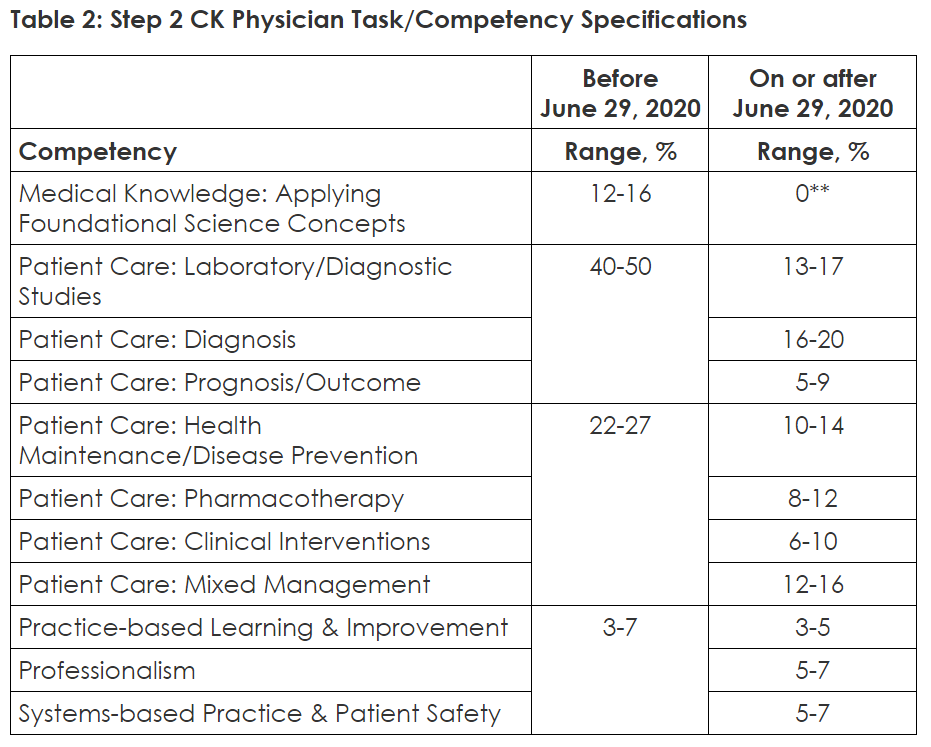 Table 2: Step 2 CK Physician Task/Competency Specifications
Before
June 29, 2020
On or after
June 29, 2020
Competency Range, % Range, %
Medical Knowledge: Applying
Foundational Science Concepts
12-16 0**
Patient Care: Laboratory/Diagnostic
Studies
40-50 13-17
Patient Care: Diagnosis 16-20
Patient Care: Prognosis/Outcome 5-9
Patient Care: Health
Maintenance/Disease Prevention
22-27 10-14
Patient Care: Pharmacotherapy 8-12
Patient Care: Clinical Interventions 6-10
Patient Care: Mixed Management 12-16
Practice-based Learning & Improvement 3-7 3-5
Professionalism 5-7
Systems-based Practice & Patient Safety 5-7